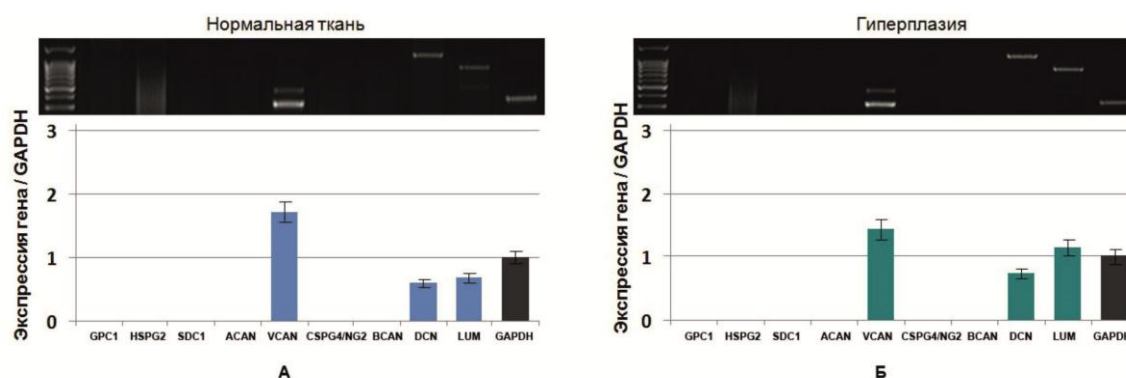 Нормальная ткань
Экспрессия гена / GAPDH
3
2
1
0
GPC1 HSPG2 SDC1 ACAN VCAN CSPG4/NG2 BCAN DCN LUM GAPDH
А
Гиперплазия
Экспрессия гена / GAPDH
3
2
1
0
GPC1 HSPG2 SDC1 ACAN VCAN CSPG4/NG2 BCAN DCN LUM GAPDH
Б